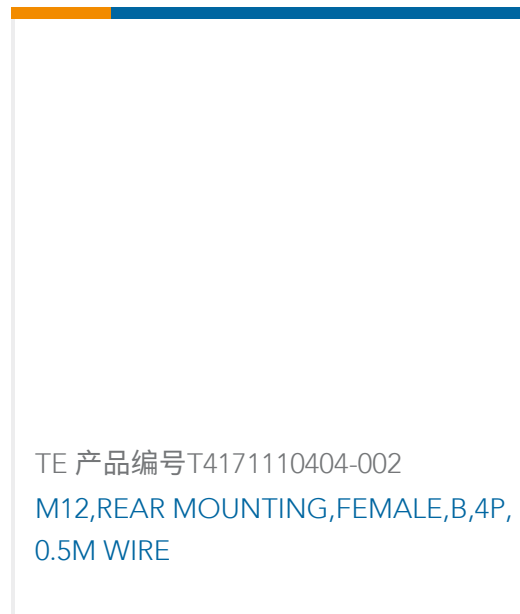 TE 产品编号T4171110404-002
M12,REAR MOUNTING,FEMALE,B,4P,
0.5M WIRE